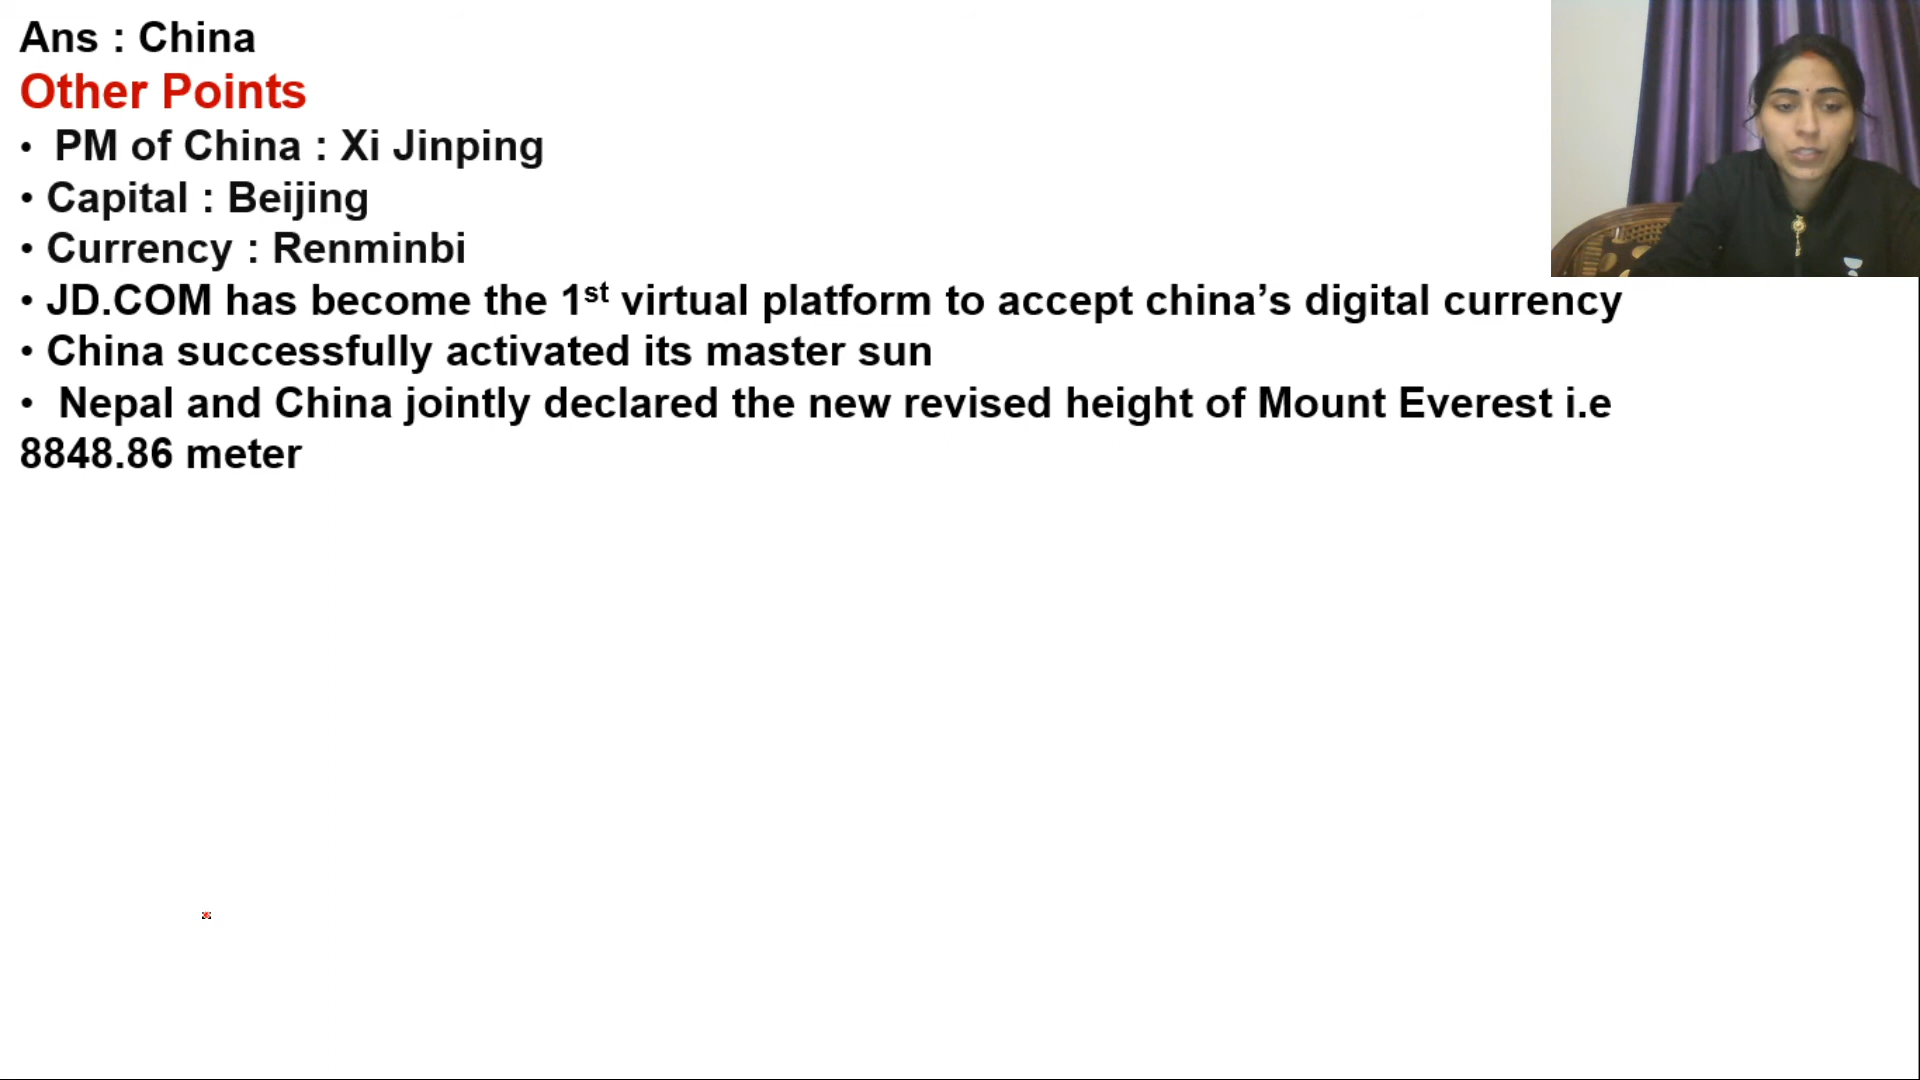 Ans : China
Other Points
• PM of China : Xi Jinping
• Capital : Beijing
• Currency : Renminbi
• JD.COM has become the 1st virtual platform to accept china’s digital currency
• China successfully activated its master sun
• Nepal and China jointly declared the new revised height of Mount Everest i.e
8848.86 meter